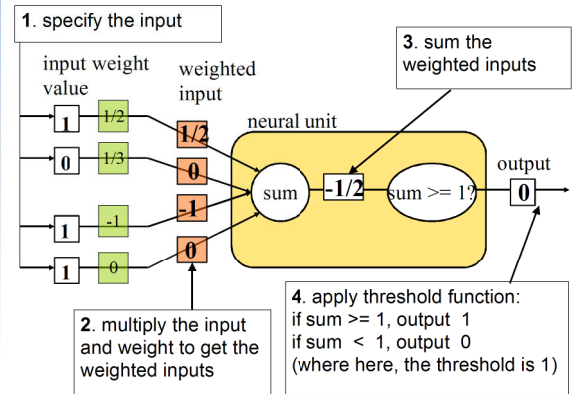 1. specify the input
input weight
value
weighted
input
3. sum the
weighted inputs
neural unit
1 1/2 1/2
0 1/3 0
1 -1 -1
1 0 0
sum -1/2 sum >= 1?
output
0
2. multiply the input
and weight to get the
weighted inputs
4. apply threshold function:
if sum >= 1, output 1
if sum < 1, output 0
(where here, the threshold is 1)